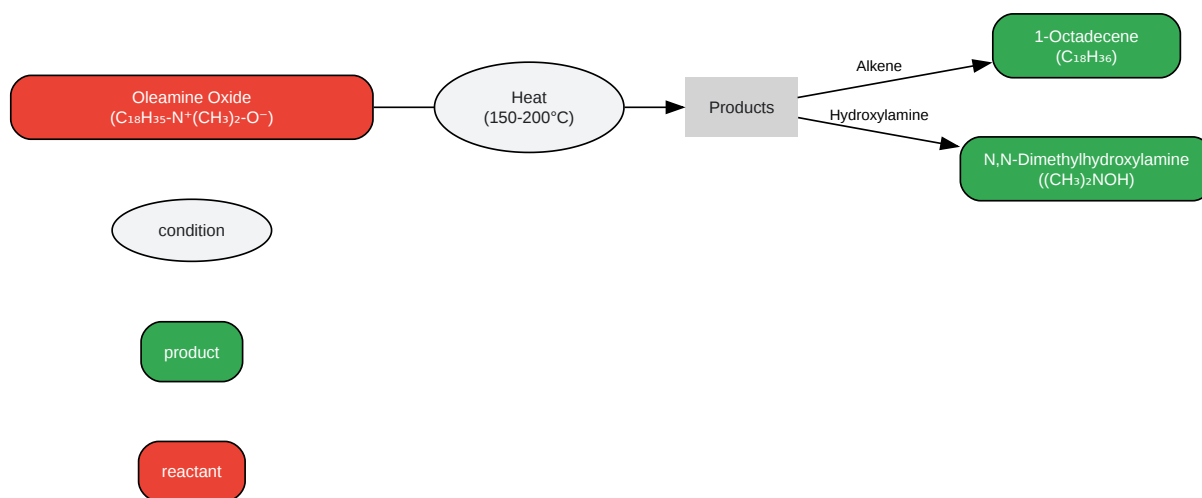 Oleamine Oxide
(C₁₈H₃₅-N⁺(CH₃)₂-O⁻)
Heat
(150-200°C)
Products
Alkene
1-Octadecene
(C₁₈H₃₆)
Hydroxylamine
N,N-Dimethylhydroxylamine
((CH₃)₂NOH)
condition
product
reactant